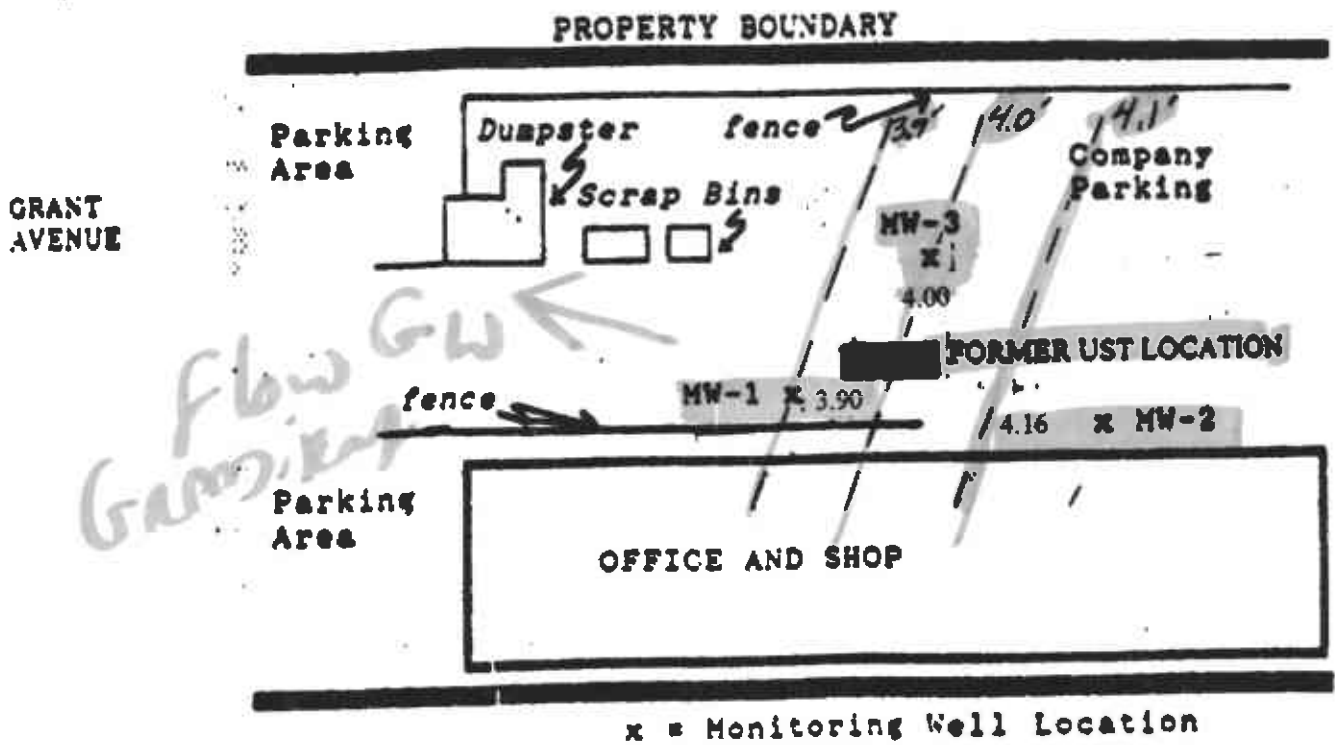 PROPERTY BOUNDARY
Parking
Area
Dumpster
fence
3.9'
4.0'
4.1'
Company
Parking
Scrap Bins
GRANT
AVENUE
MW-3
x
4.00
Flow GW
FORMER UST LOCATION
MW-1 x 3.90
fence
4.16 x MW-2
Parking
Area
OFFICE AND SHOP
x = Monitoring Well Location